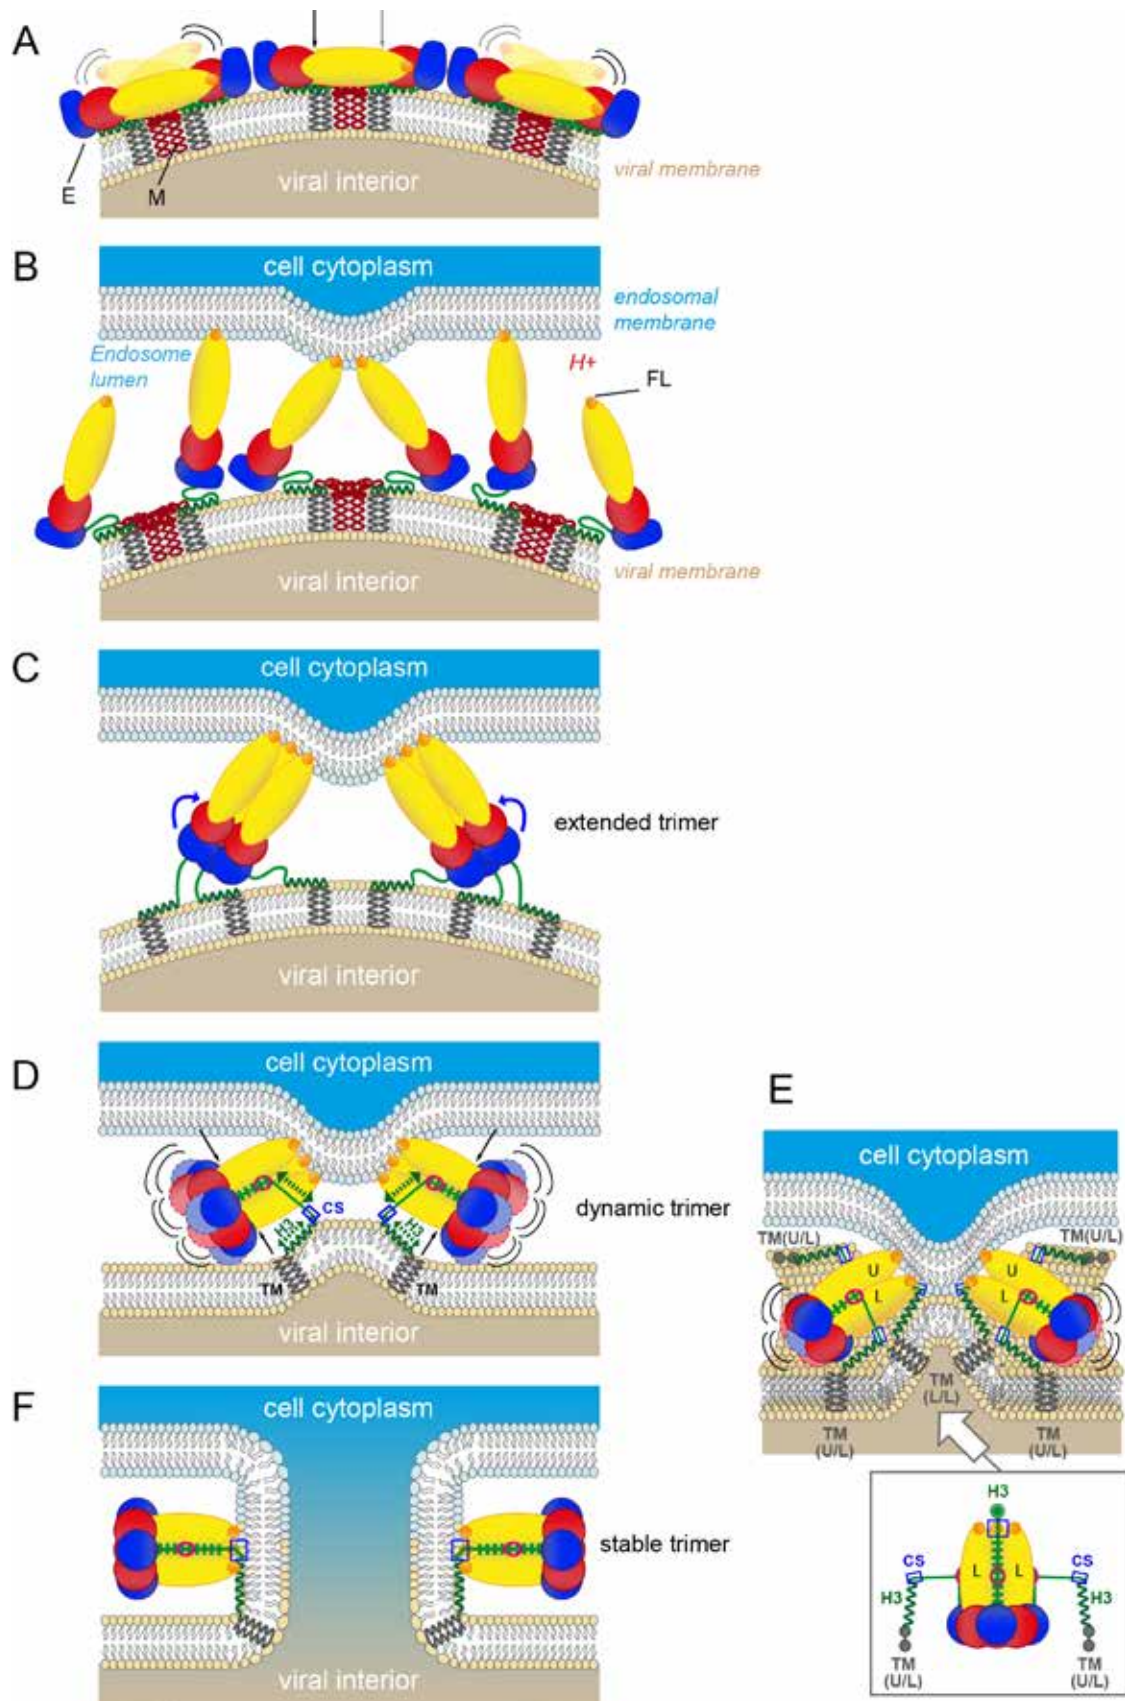 A
viral interior
viral membrane
E
M
B
cell cytoplasm
endosomal
membrane
Endosome
lumen
H+
FL
viral interior
viral membrane
C
cell cytoplasm
extended trimer
viral interior
D
cell cytoplasm
CS
H3
H3
dynamic trimer
TM
TM
viral interior
E
cell cytoplasm
TM(U/L)
TM(U/L)
U
U
L
L
TM
(L/L)
TM
(U/L)
TM
(U/L)
H3
CS
CS
L
L
H3
H3
TM
(U/L)
TM
(U/L)
F
cell cytoplasm
stable trimer
viral interior